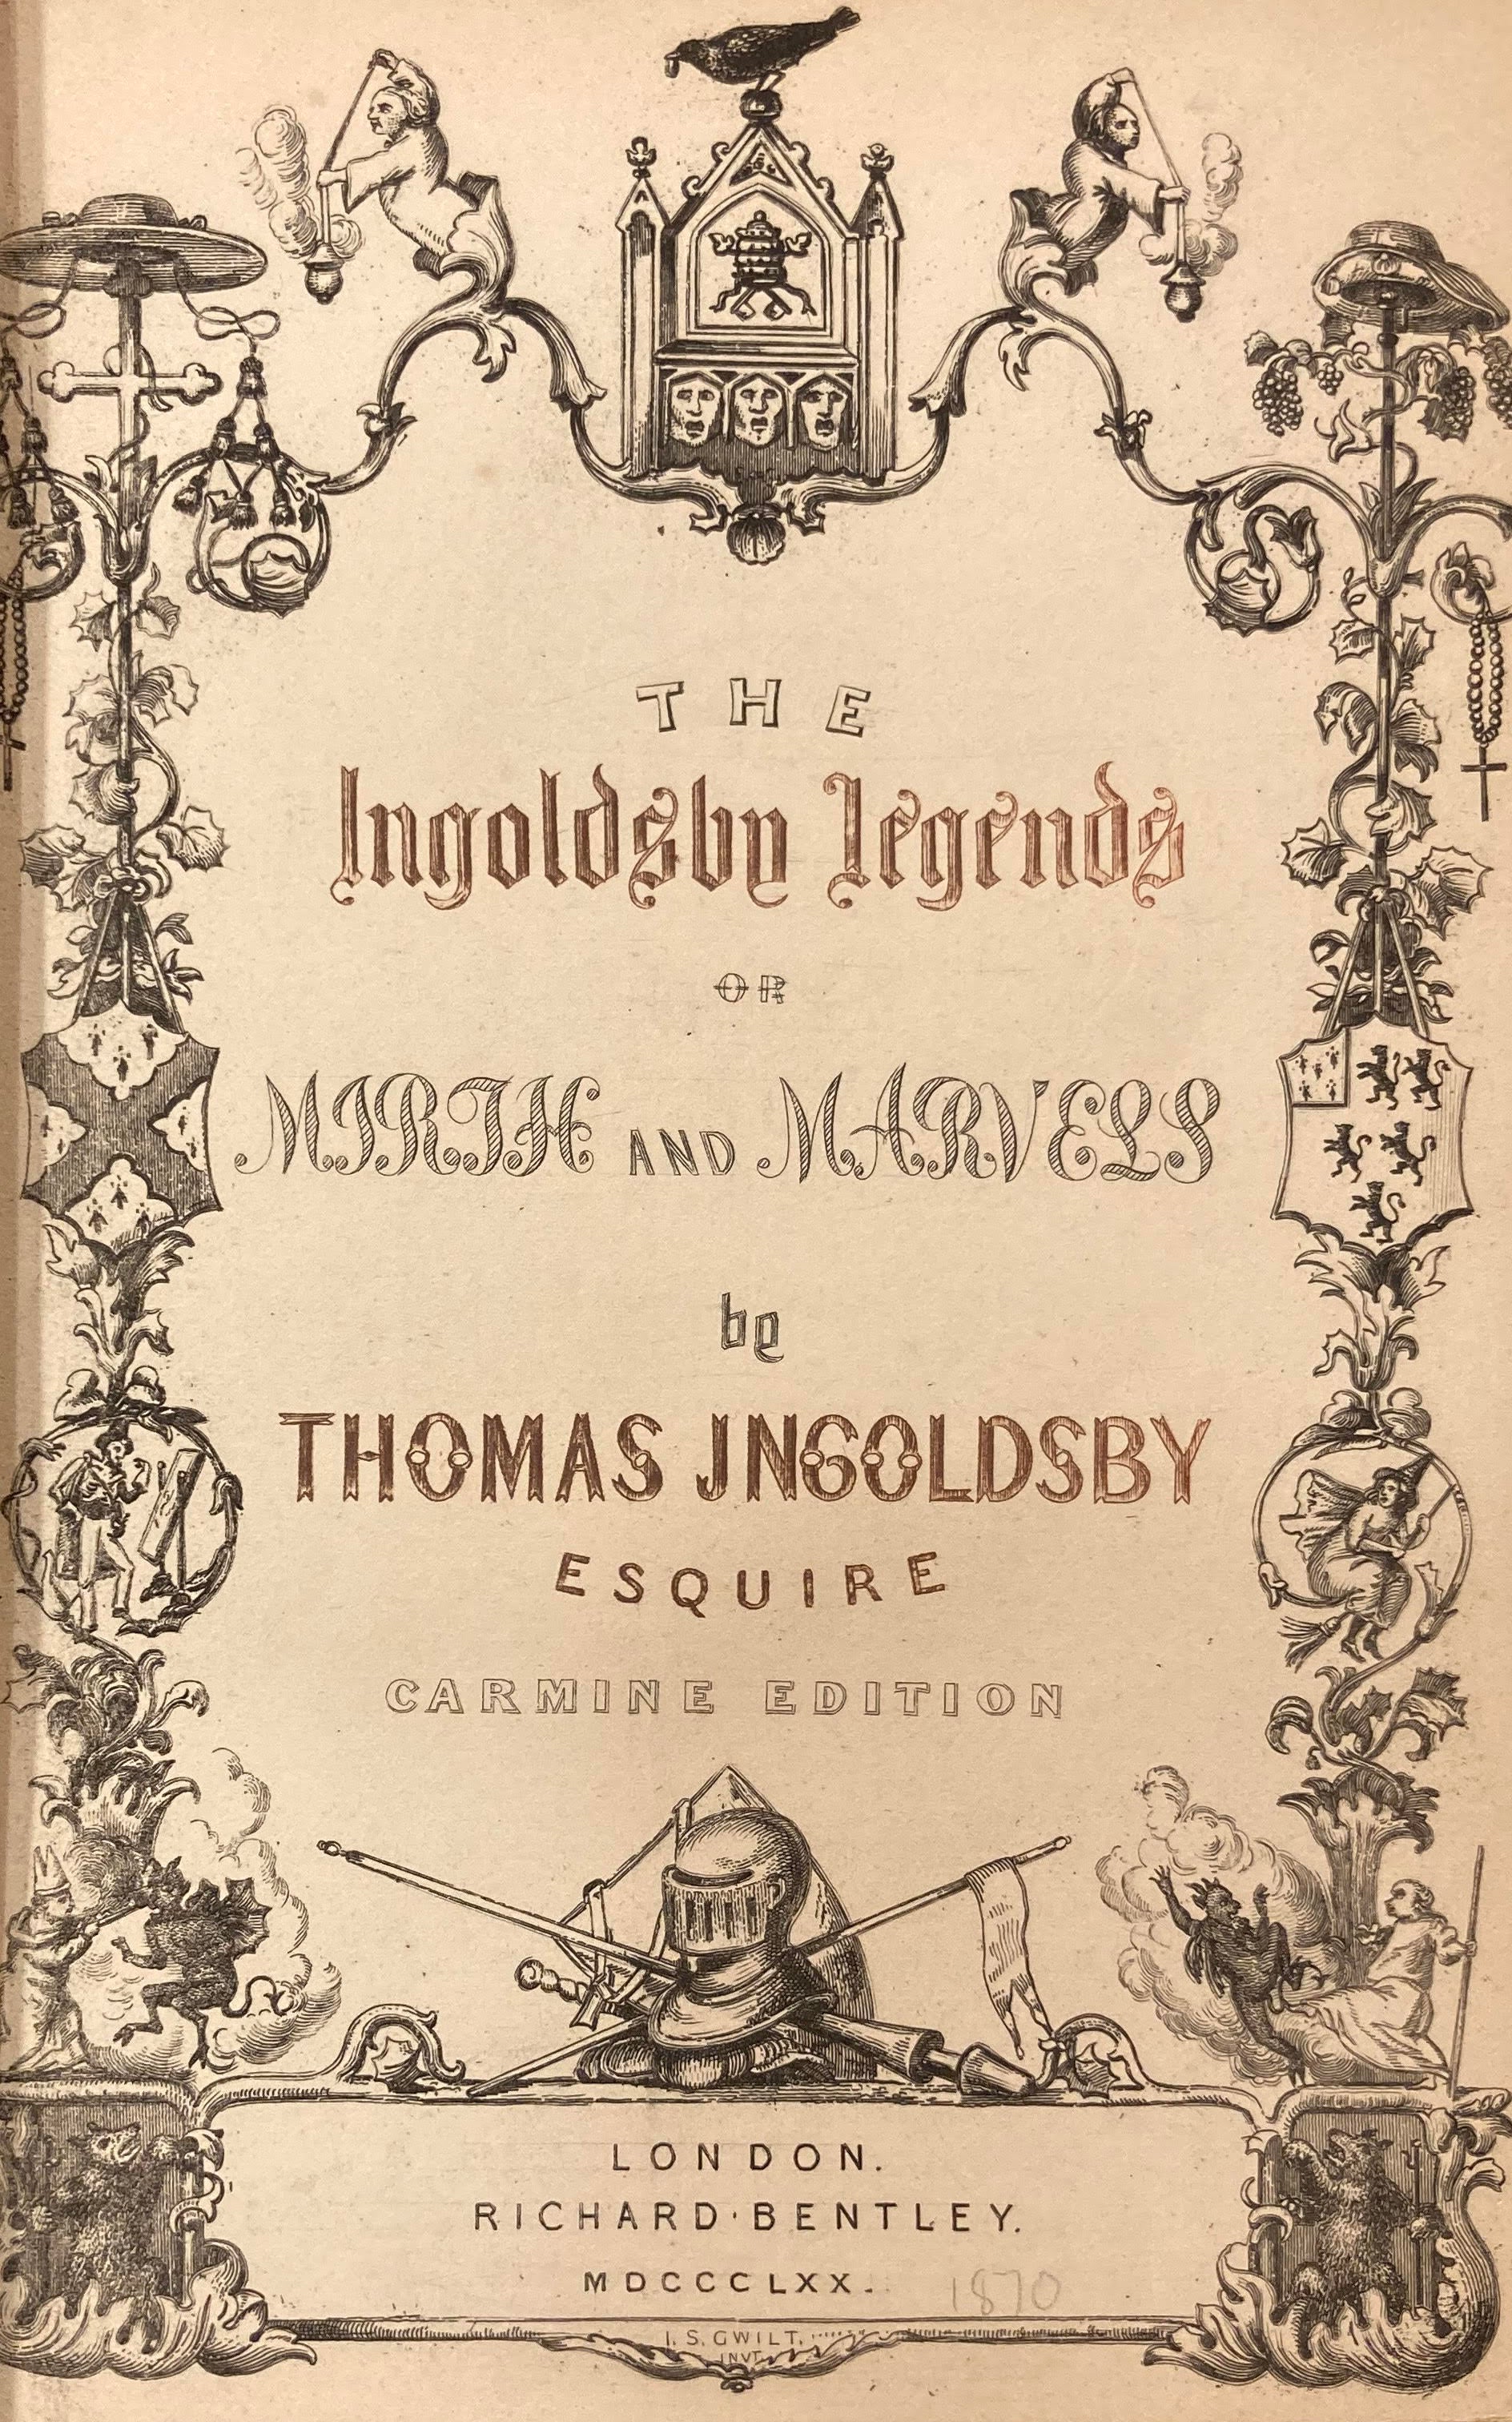 THE
Ingoldsby Legends
OR
MIRTH AND MARVELS
by
THOMAS INGOLDSBY
ESQUIRE
CARMINE EDITION
LONDON.
RICHARD·BENTLEY.
MDCCCLXX.
1870
I. S. GWILT,
INVT.